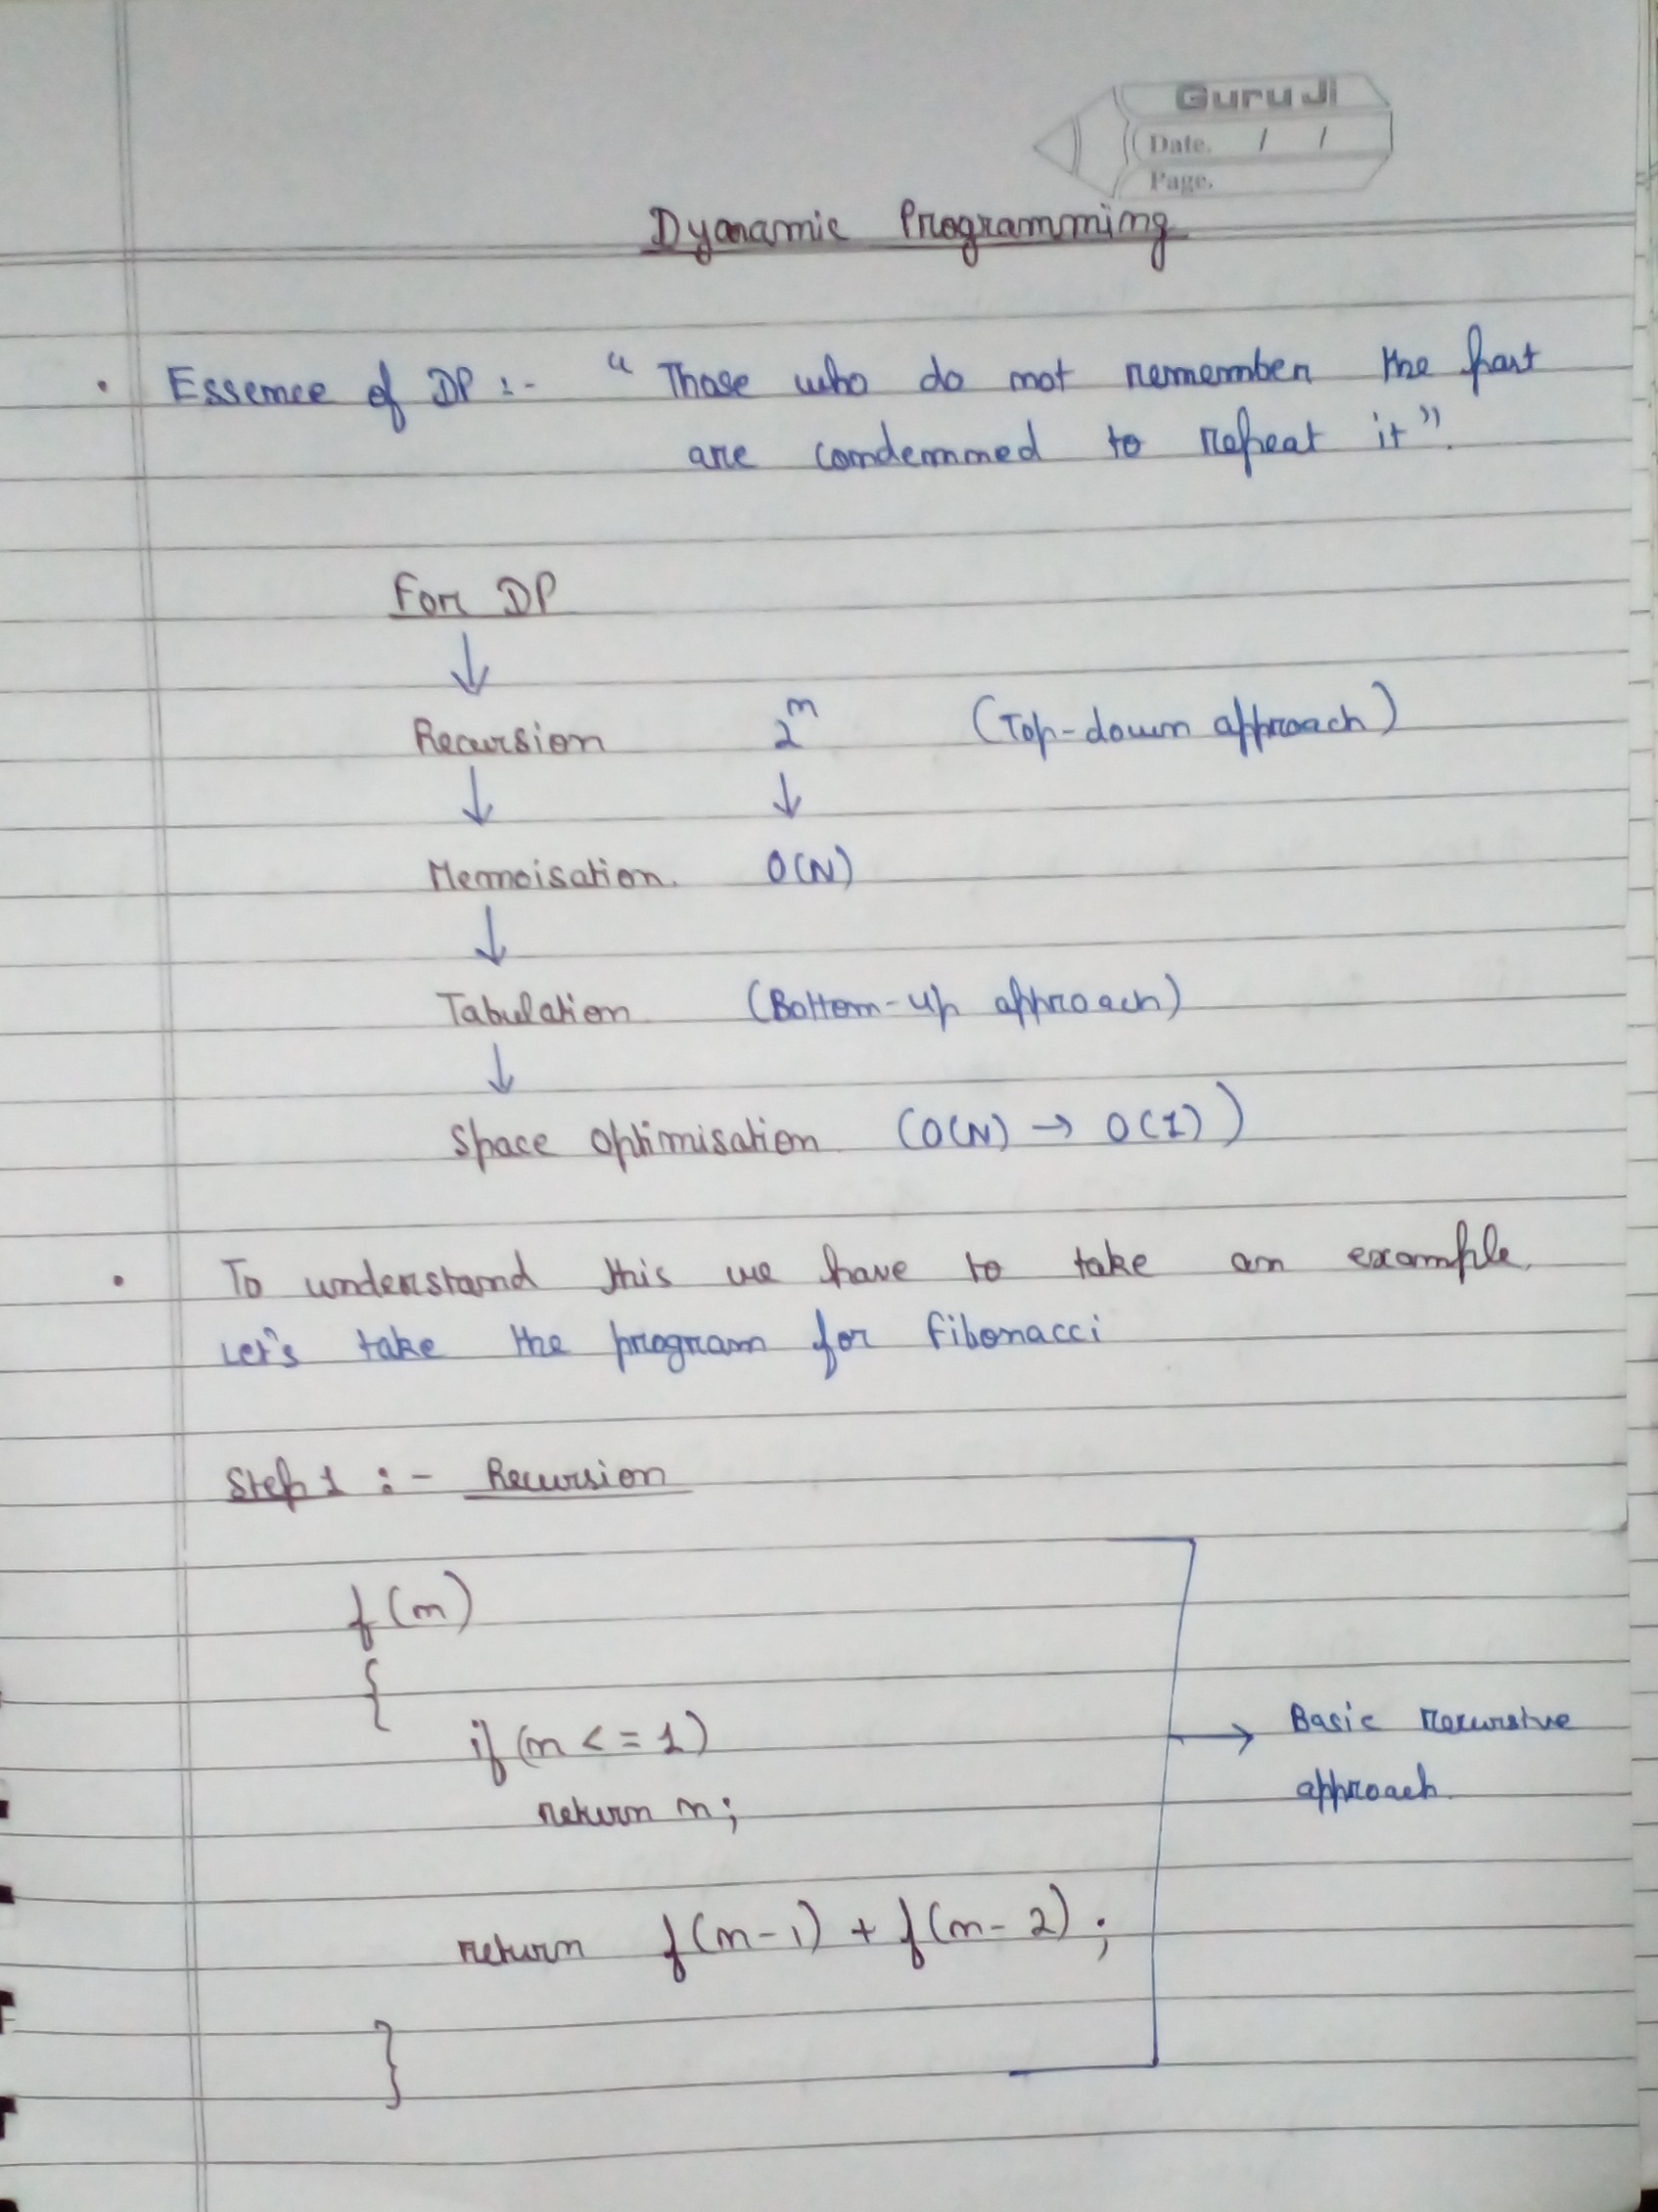 Guru Ji
Date. / /
Page.
Dynamic Programming
• Essence of DP :- "Those who do not remember the past
are condemned to repeat it".
For DP
↓
Recursion 2^n (Top-down approach)
↓ ↓
Memoisation. O(N)
↓
Tabulation (Bottom-up approach)
↓
Space optimisation (O(N) → O(1))
• To understand this we have to take an example.
Let's take the program for fibonacci
Step 1 :- Recursion
f(n)
{
if (n <= 1)
return n;
→ Basic recursive
approach.
return f(n-1) + f(n-2);
}